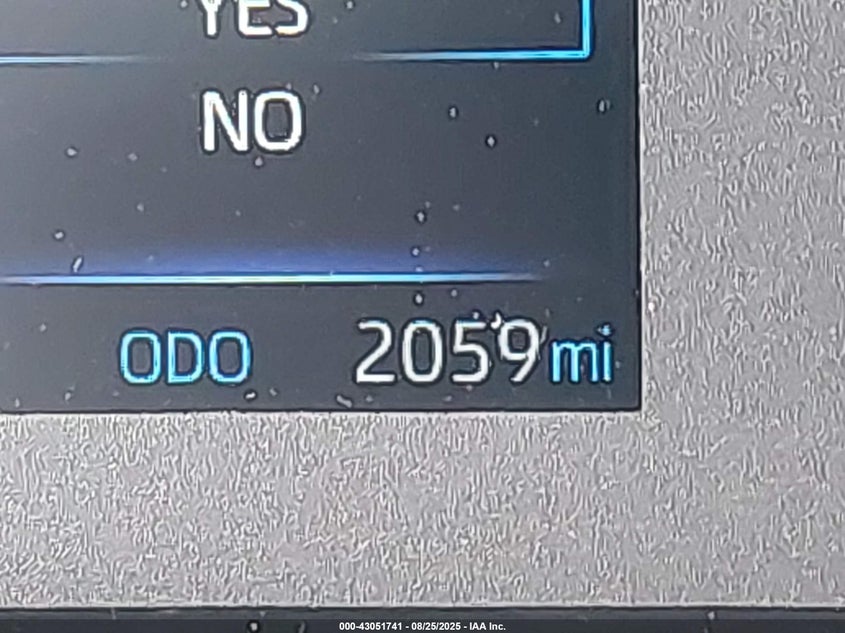 YES
NO
ODO 2059 mi
000-43051741 - 08/25/2025 - IAA Inc.